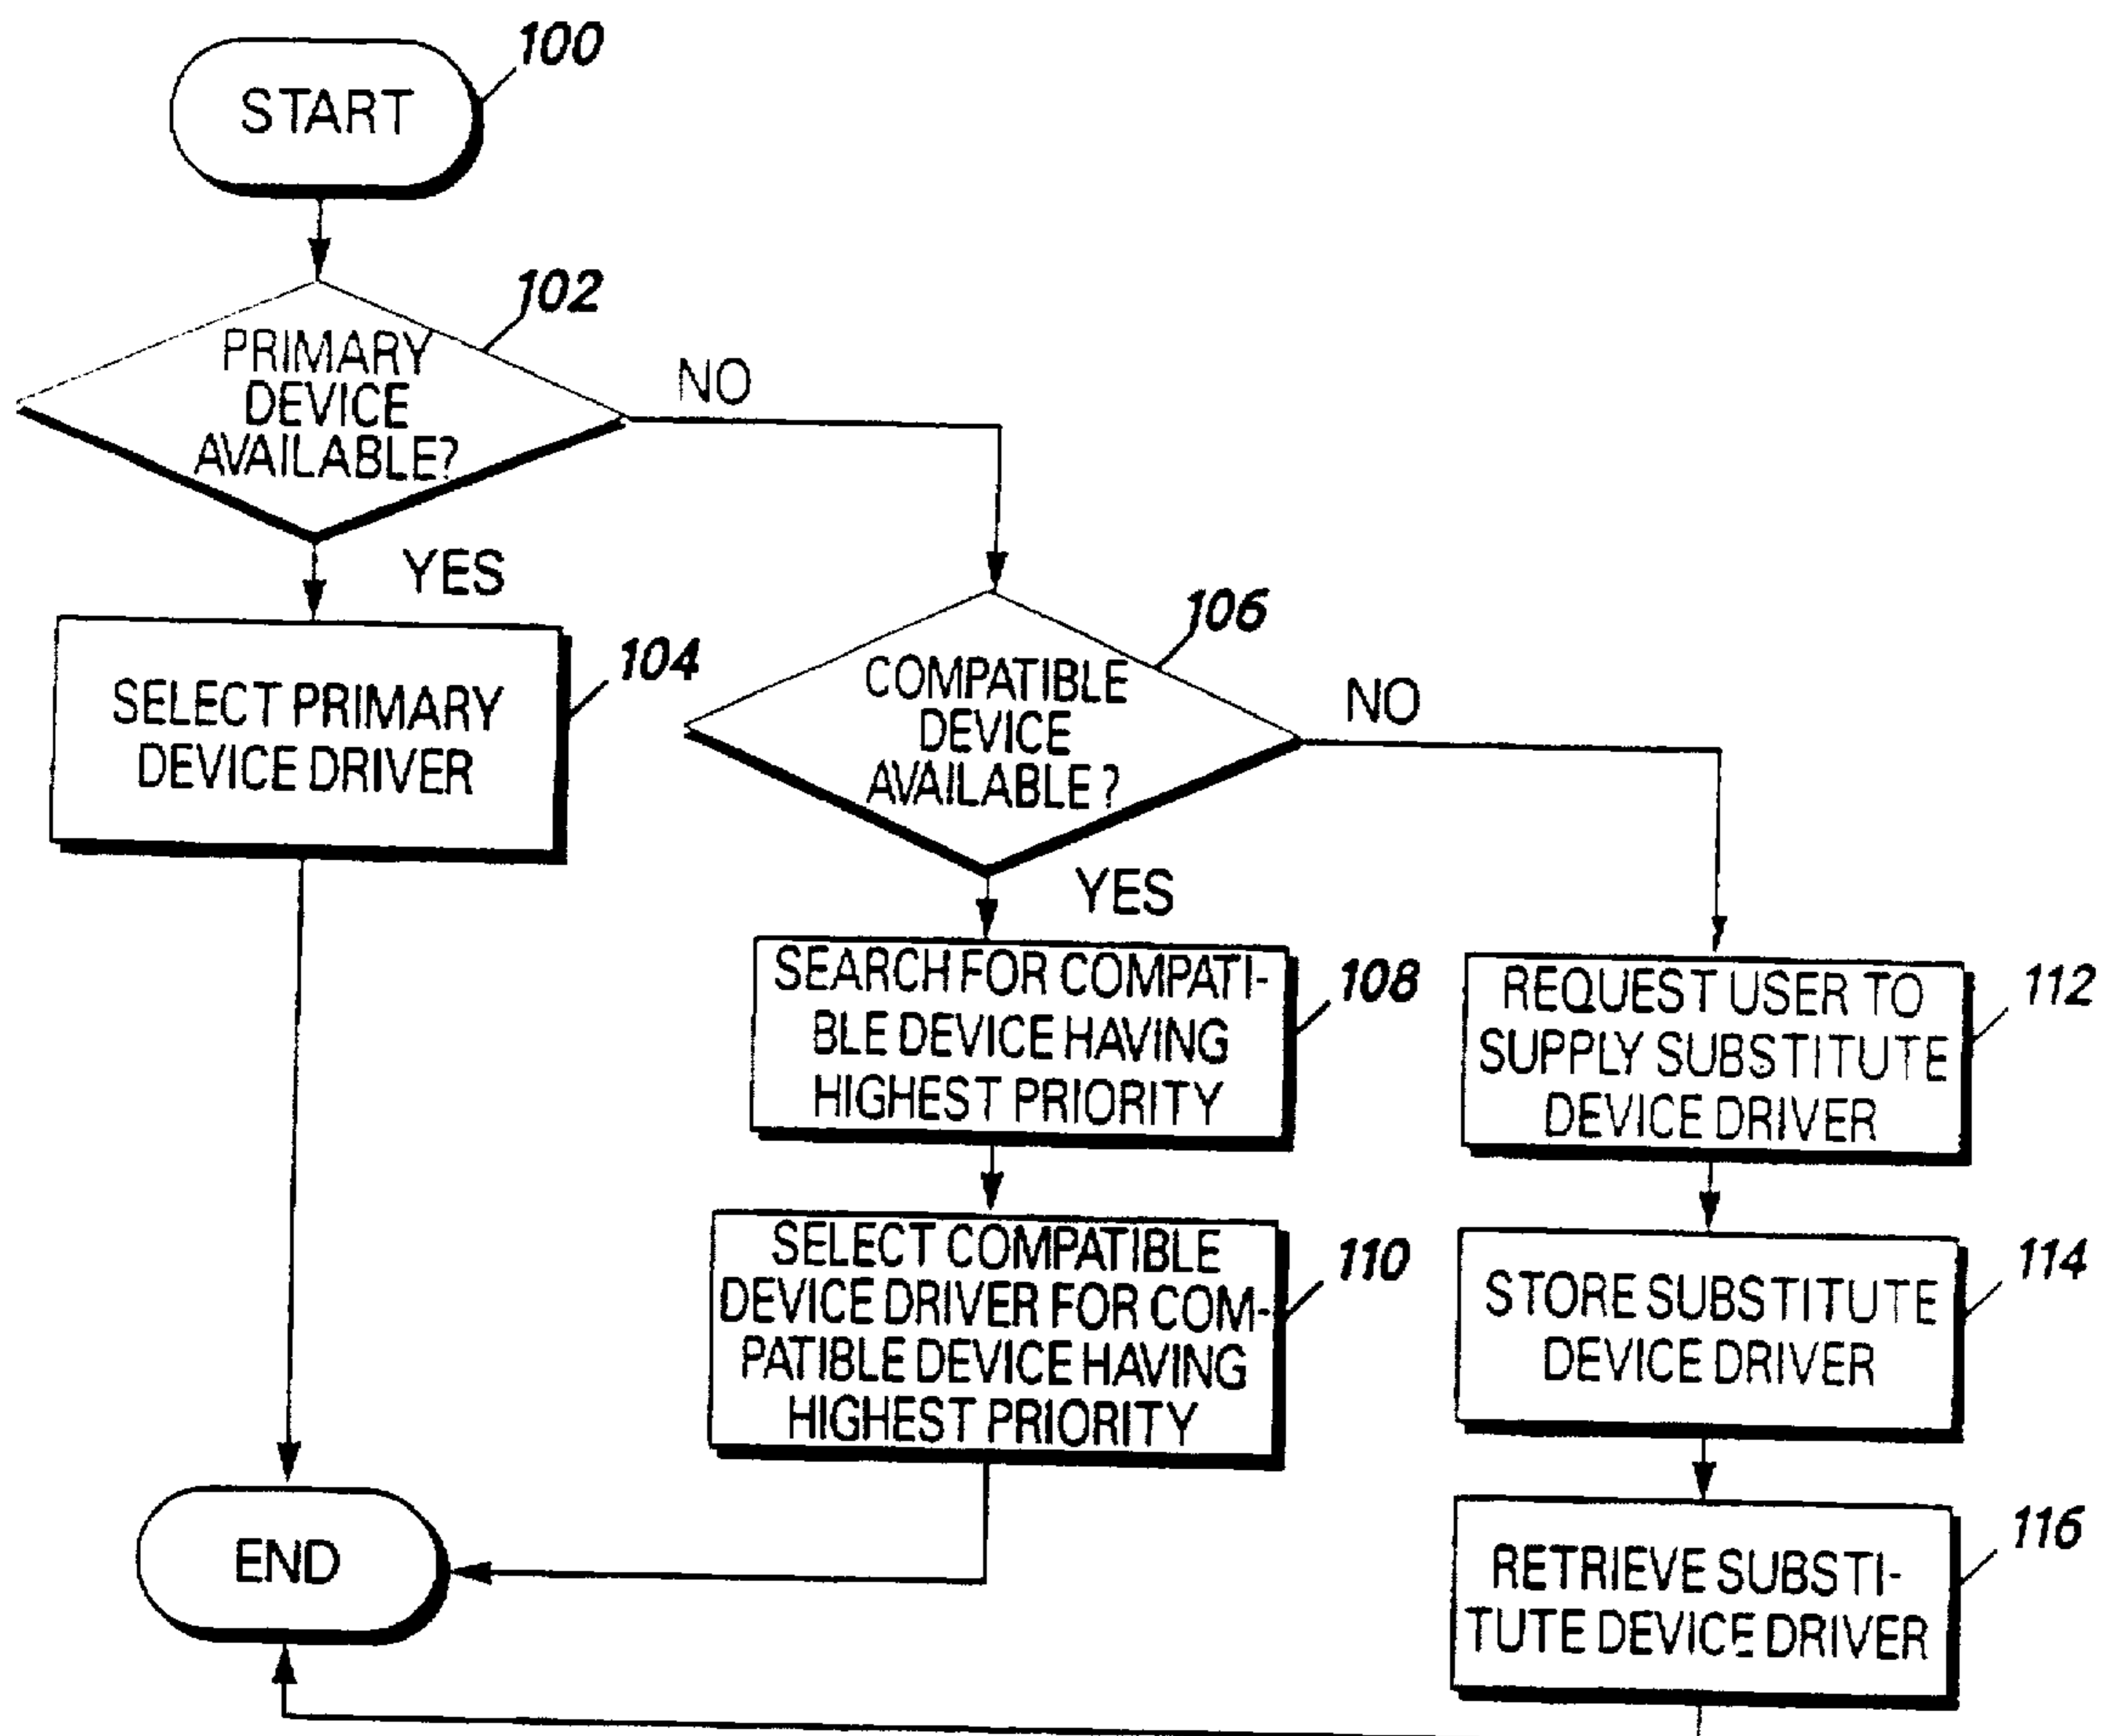 100
START
102
PRIMARY
DEVICE
AVAILABLE?
NO
YES
104
SELECT PRIMARY
DEVICE DRIVER
106
COMPATIBLE
DEVICE
AVAILABLE?
NO
YES
108
SEARCH FOR COMPATI-
BLE DEVICE HAVING
HIGHEST PRIORITY
112
REQUEST USER TO
SUPPLY SUBSTITUTE
DEVICE DRIVER
110
SELECT COMPATIBLE
DEVICE DRIVER FOR COM-
PATIBLE DEVICE HAVING
HIGHEST PRIORITY
114
STORE SUBSTITUTE
DEVICE DRIVER
116
RETRIEVE SUBSTI-
TUTE DEVICE DRIVER
END